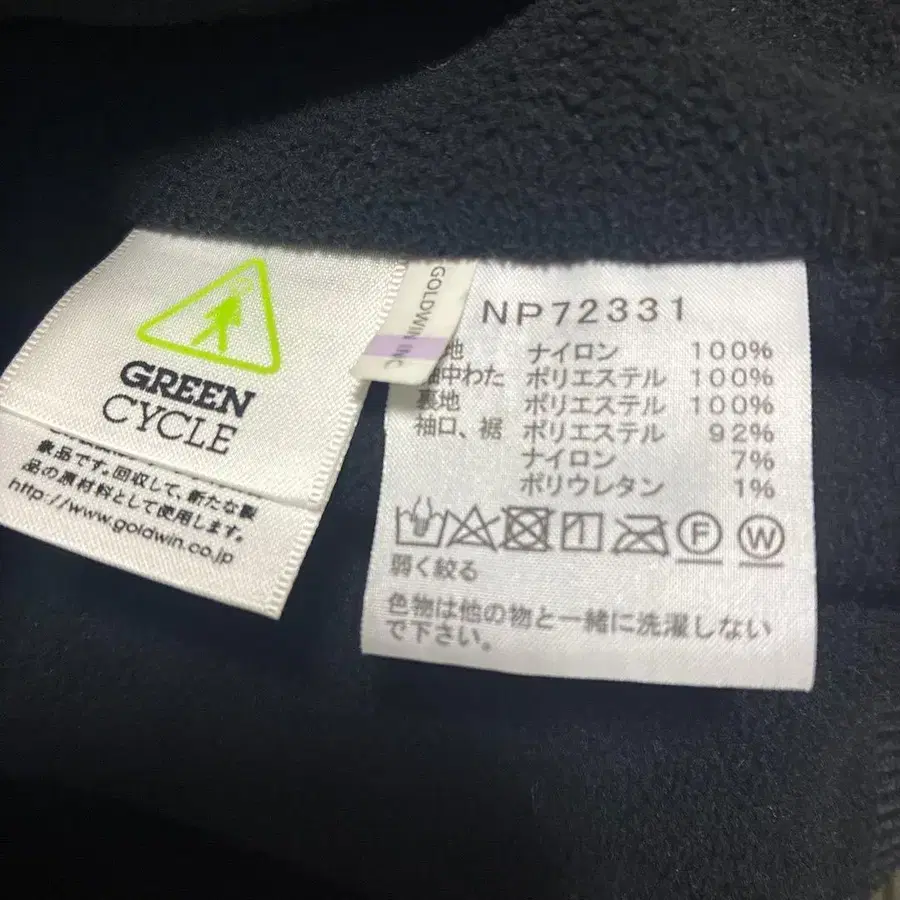 GREEN
CYCLE
象品です。回収して、新たな製
品の原材料として使用します。
http://www.goldwin.co.jp
GOLDWIN INC
NP72331
地 ナイロン 100%
袖中わた ポリエステル 100%
裏地 ポリエステル 100%
袖口、裾 ポリエステル 92%
ナイロン 7%
ポリウレタン 1%
F W
弱く絞る
色物は他の物と一緒に洗濯しない
で下さい。